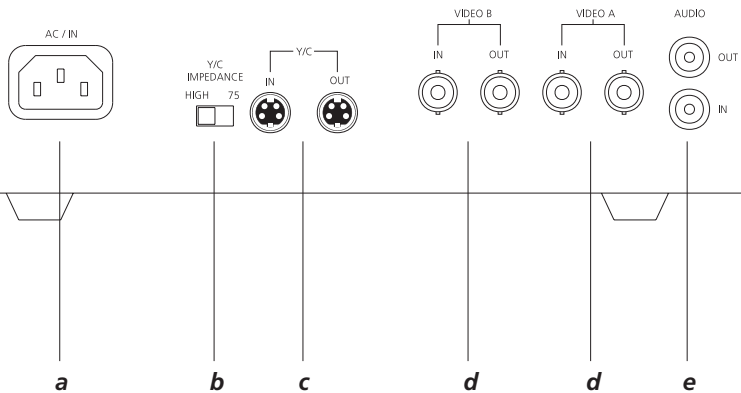 AC / IN
Y/C
IMPEDANCE
HIGH 75
Y/C
IN OUT
VIDEO B
IN OUT
VIDEO A
IN OUT
AUDIO
OUT
IN
a b c d d e